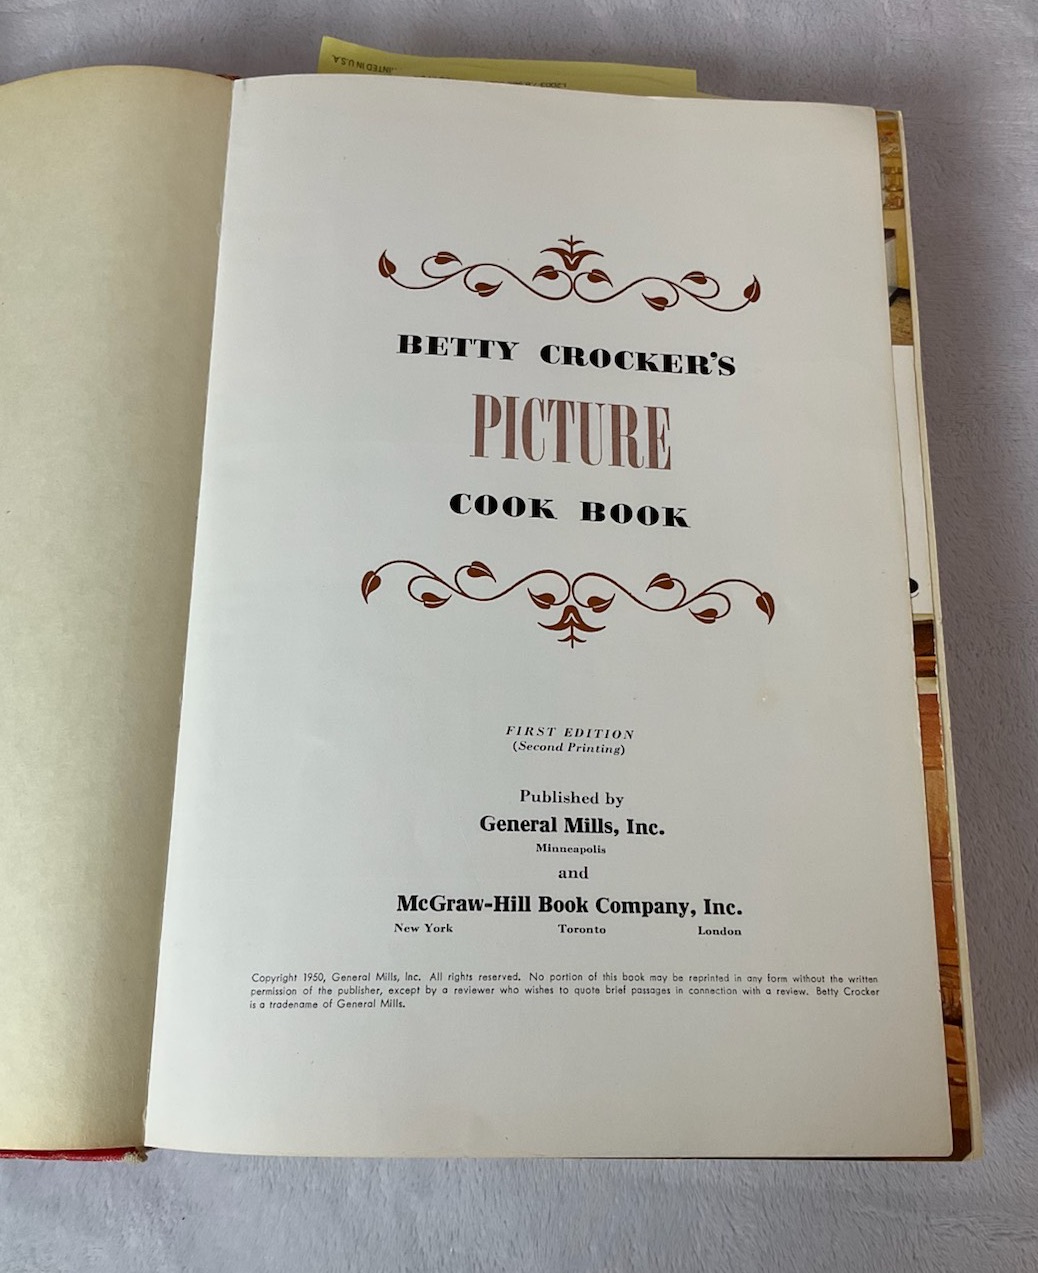 PRINTED IN U.S.A.
BETTY CROCKER'S
PICTURE
COOK BOOK
FIRST EDITION
(Second Printing)
Published by
General Mills, Inc.
Minneapolis
and
McGraw-Hill Book Company, Inc.
New York Toronto London
Copyright 1950, General Mills, Inc. All rights reserved. No portion of this book may be reprinted in any form without the written
permission of the publisher, except by a reviewer who wishes to quote brief passages in connection with a review. Betty Crocker
is a tradename of General Mills.